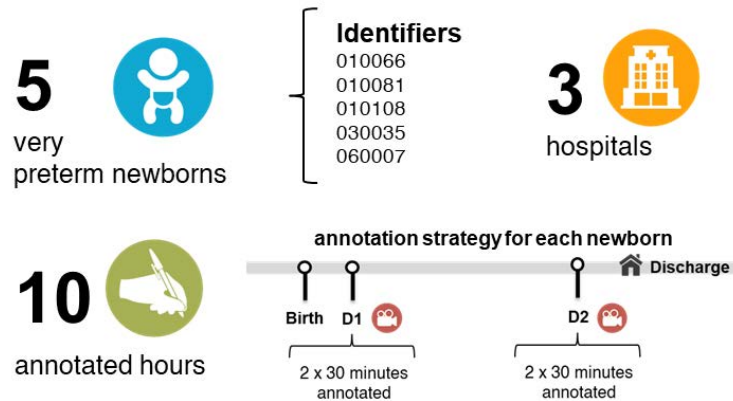 5
very
preterm newborns
Identifiers
010066
010081
010108
030035
060007
3
hospitals
10
annotated hours
annotation strategy for each newborn
Discharge
Birth
D1
D2
2 x 30 minutes
annotated
2 x 30 minutes
annotated